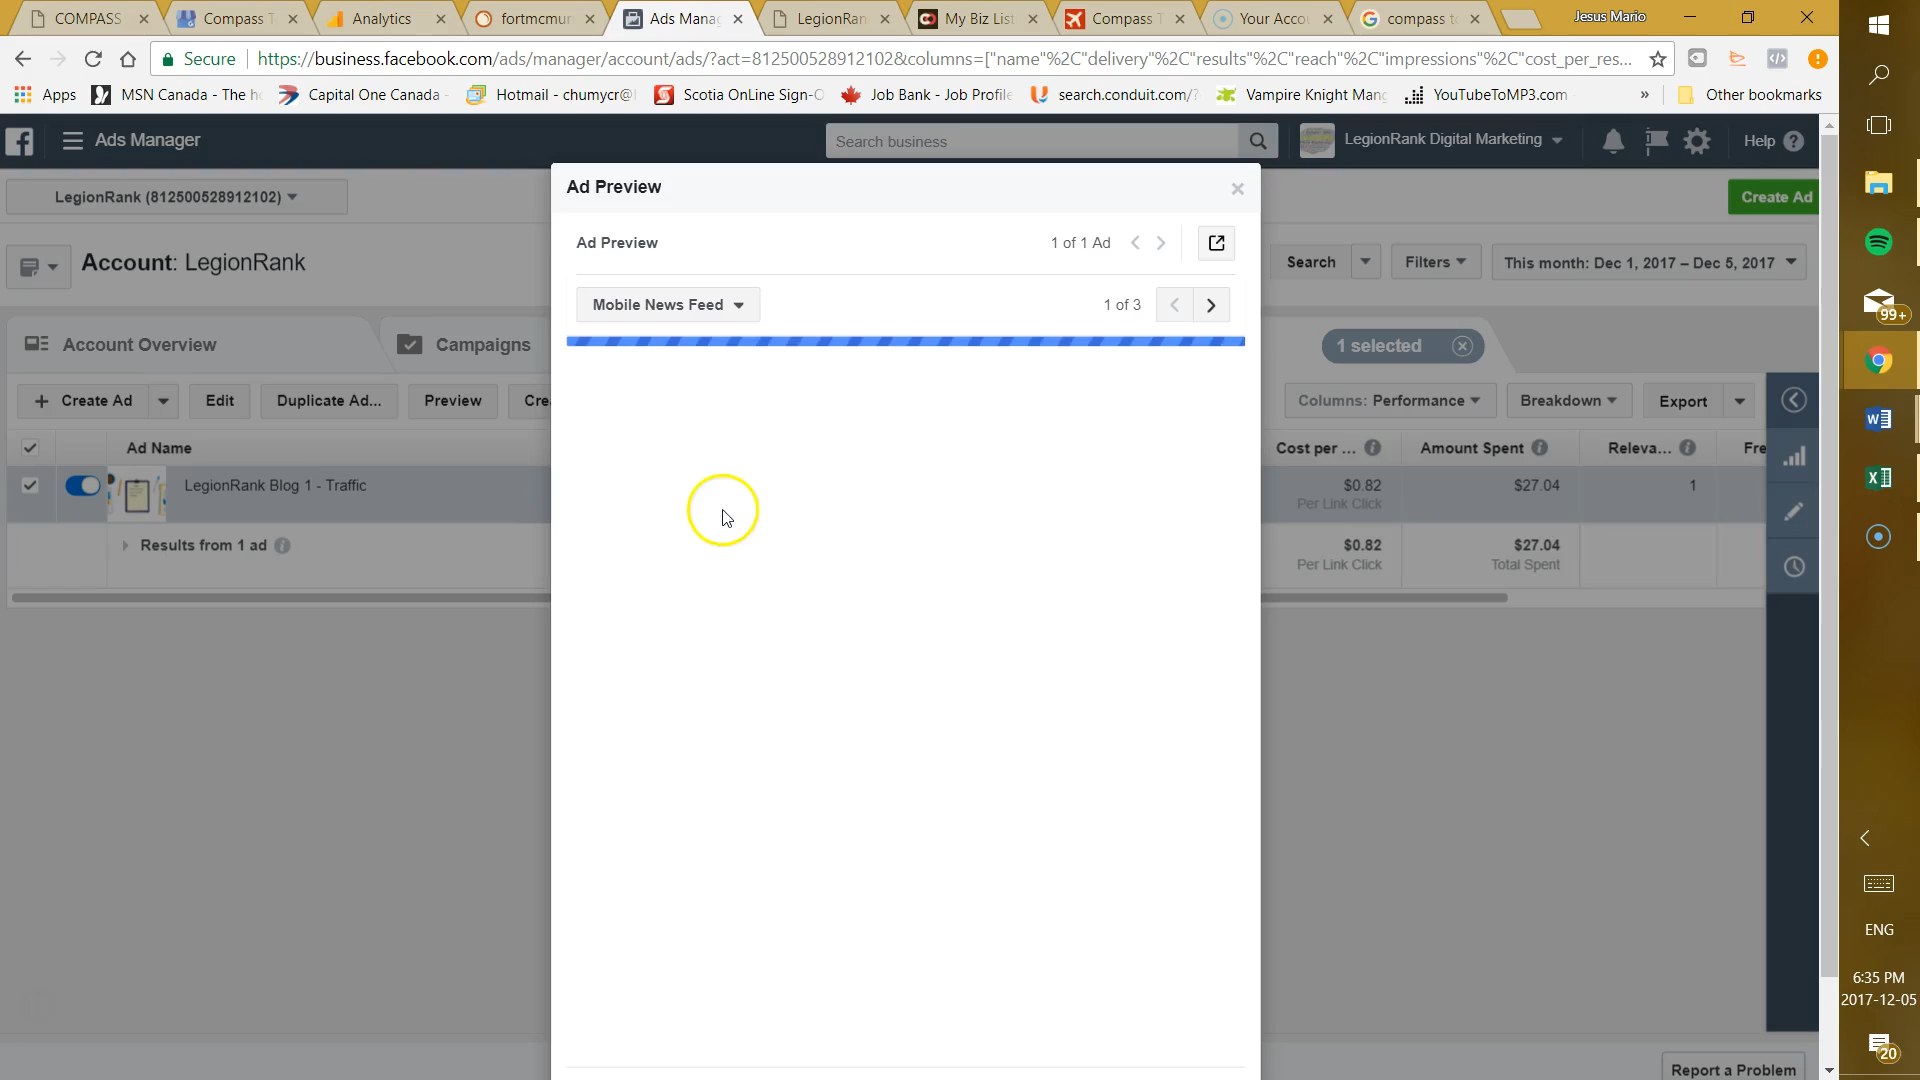 COMPASS
Compass T
Analytics
fortmcmur
Ads Mana
LegionRan
My Biz List
Compass T
Your Accou
compass to
Jesus Mario
Secure
https://business.facebook.com/ads/manager/account/ads/?act=812500528912102&columns=["name"%2C"delivery"%2C"results"%2C"reach"%2C"impressions"%2C"cost_per_res...
Apps
MSN Canada - The h
Capital One Canada -
Hotmail - chumycr@
Scotia OnLine Sign-O
Job Bank - Job Profile
search.conduit.com/?
Vampire Knight Mang
YouTubeToMP3.com
»
Other bookmarks
Ads Manager
Search business
LegionRank Digital Marketing
Help
LegionRank (812500528912102)
Create Ad
Account: LegionRank
Search
Filters
This month: Dec 1, 2017 – Dec 5, 2017
Ad Preview
Ad Preview
1 of 1 Ad
Mobile News Feed
1 of 3
Account Overview
Campaigns
1 selected
+ Create Ad
Edit
Duplicate Ad...
Preview
Crea
Columns: Performance
Breakdown
Export
Ad Name
Cost per ...
Amount Spent
Releva...
Fre
LegionRank Blog 1 - Traffic
$0.82
Per Link Click
$27.04
1
Results from 1 ad
$0.82
Per Link Click
$27.04
Total Spent
Report a Problem
99+
ENG
6:35 PM
2017-12-05
20